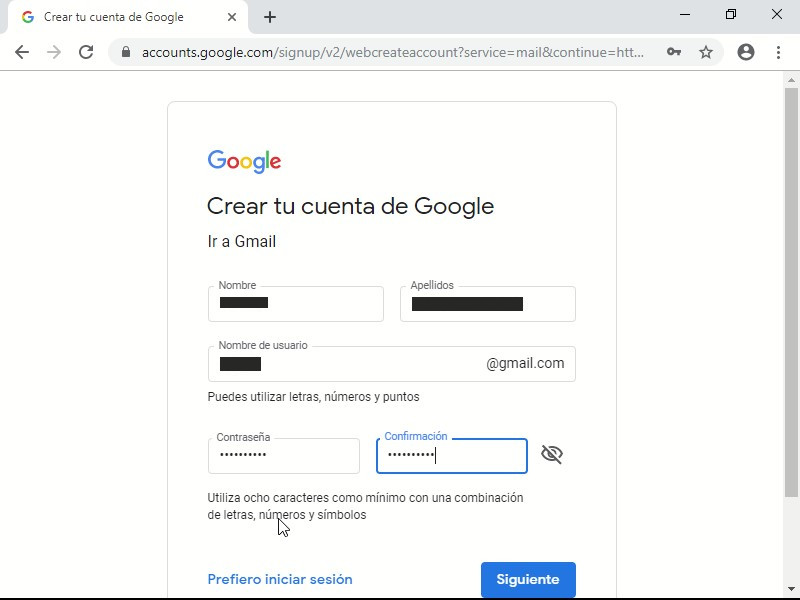 Crear tu cuenta de Google
accounts.google.com/signup/v2/webcreateaccount?service=mail&continue=htt...
Google
Crear tu cuenta de Google
Ir a Gmail
Nombre
Apellidos
Nombre de usuario
@gmail.com
Puedes utilizar letras, números y puntos
Contraseña
Confirmación
••••••••••
••••••••••
Utiliza ocho caracteres como mínimo con una combinación
de letras, números y símbolos
Prefiero iniciar sesión
Siguiente